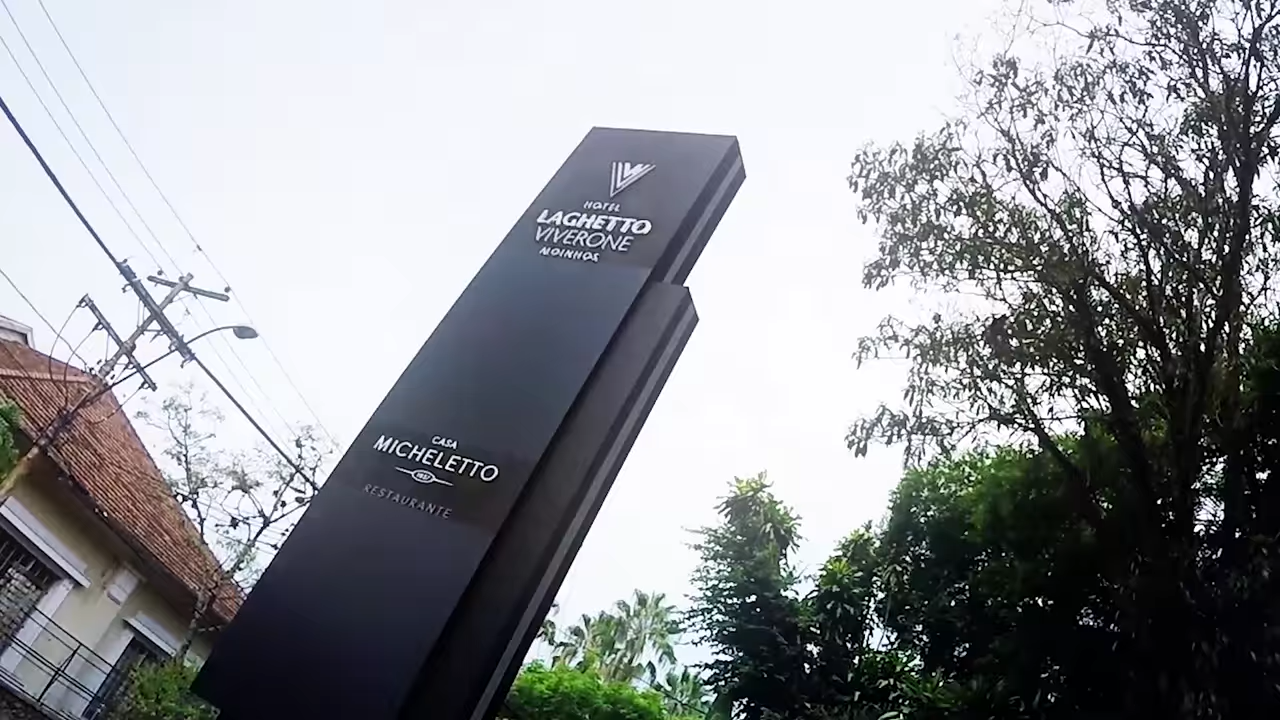 HOTEL
LAGHETTO
VIVERONE
MOINHOS
CASA
MICHELETTO
RESTAURANTE